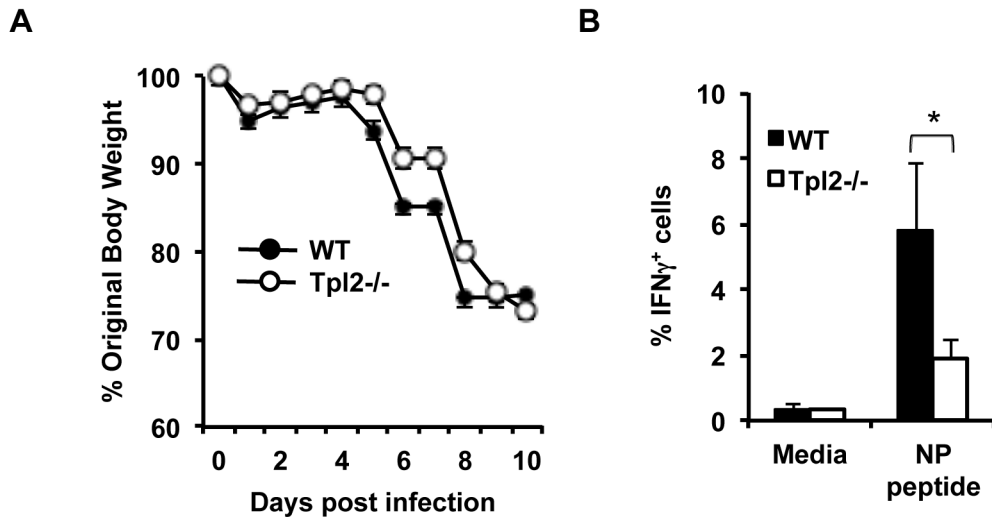 A
% Original Body Weight
100
90
80
70
60
WT
Tpl2-/-
0 2 4 6 8 10
Days post infection
B
% IFNγ⁺ cells
10
8
6
4
2
0
WT
Tpl2-/-
*
Media
NP
peptide